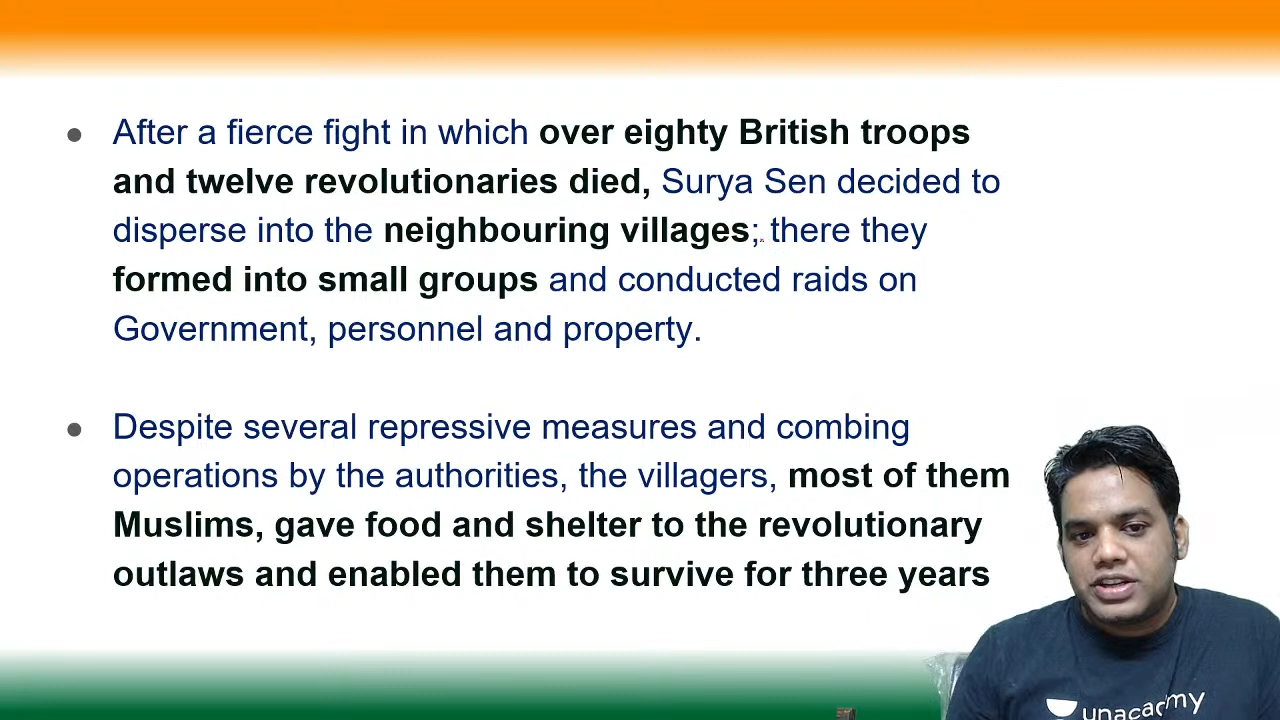 After a fierce fight in which over eighty British troops
and twelve revolutionaries died, Surya Sen decided to
disperse into the neighbouring villages; there they
formed into small groups and conducted raids on
Government, personnel and property.
Despite several repressive measures and combing
operations by the authorities, the villagers, most of them
Muslims, gave food and shelter to the revolutionary
outlaws and enabled them to survive for three years
unacademy